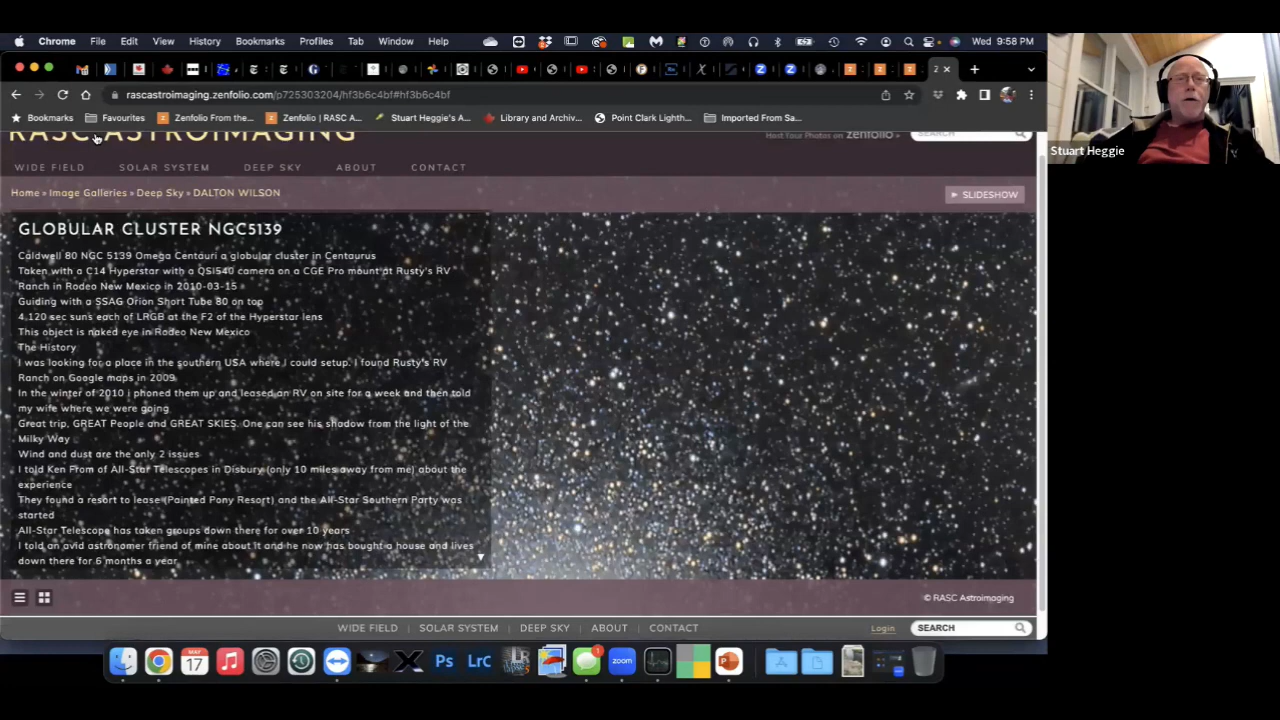 Chrome File Edit View History Bookmarks Profiles Tab Window Help Wed 9:58 PM
rascastroimaging.zenfolio.com/p725303204/hf3b6c4bf#hf3b6c4bf
Bookmarks Favourites Zenfolio From the... Zenfolio | RASC A... Stuart Heggie's A... Library and Archiv... Point Clark Lighth... Imported From Sa...
RASCASTROIMAGING
Host Your Photos on zenfolio »
SEARCH
WIDE FIELD SOLAR SYSTEM DEEP SKY ABOUT CONTACT
Home » Image Galleries » Deep Sky » DALTON WILSON
SLIDESHOW
GLOBULAR CLUSTER NGC5139
Caldwell 80 NGC 5139 Omega Centauri a globular cluster in Centaurus
Taken with a C14 Hyperstar with a QSI540 camera on a CGE Pro mount at Rusty's RV
Ranch in Rodeo New Mexico in 2010-03-15
Guiding with a SSAG Orion Short Tube 80 on top
4,120 sec suns each of LRGB at the F2 of the Hyperstar lens
This object is naked eye in Rodeo New Mexico
The History
I was looking for a place in the southern USA where I could setup. I found Rusty's RV
Ranch on Google maps in 2009
In the winter of 2010 i phoned them up and leased an RV on site for a week and then told
my wife where we were going
Great trip, GREAT People and GREAT SKIES. One can see his shadow from the light of the
Milky Way
Wind and dust are the only 2 issues
I told Ken From of All-Star Telescopes in Disbury (only 10 miles away from me) about the
experience
They found a resort to lease (Painted Pony Resort) and the All-Star Southern Party was
started
All-Star Telescope has taken groups down there for over 10 years
I told an avid astronomer friend of mine about it and he now has bought a house and lives
down there for 6 months a year
© RASC Astroimaging
WIDE FIELD | SOLAR SYSTEM | DEEP SKY | ABOUT | CONTACT
Login
SEARCH
MAY
17
Ps
LrC
zoom
1
Stuart Heggie